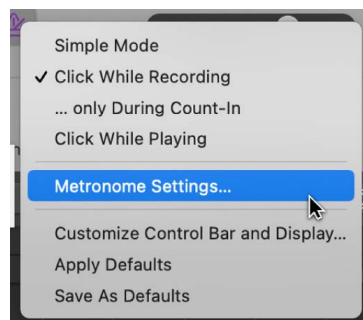 Simple Mode
✓ Click While Recording
... only During Count-In
Click While Playing
Metronome Settings...
Customize Control Bar and Display...
Apply Defaults
Save As Defaults